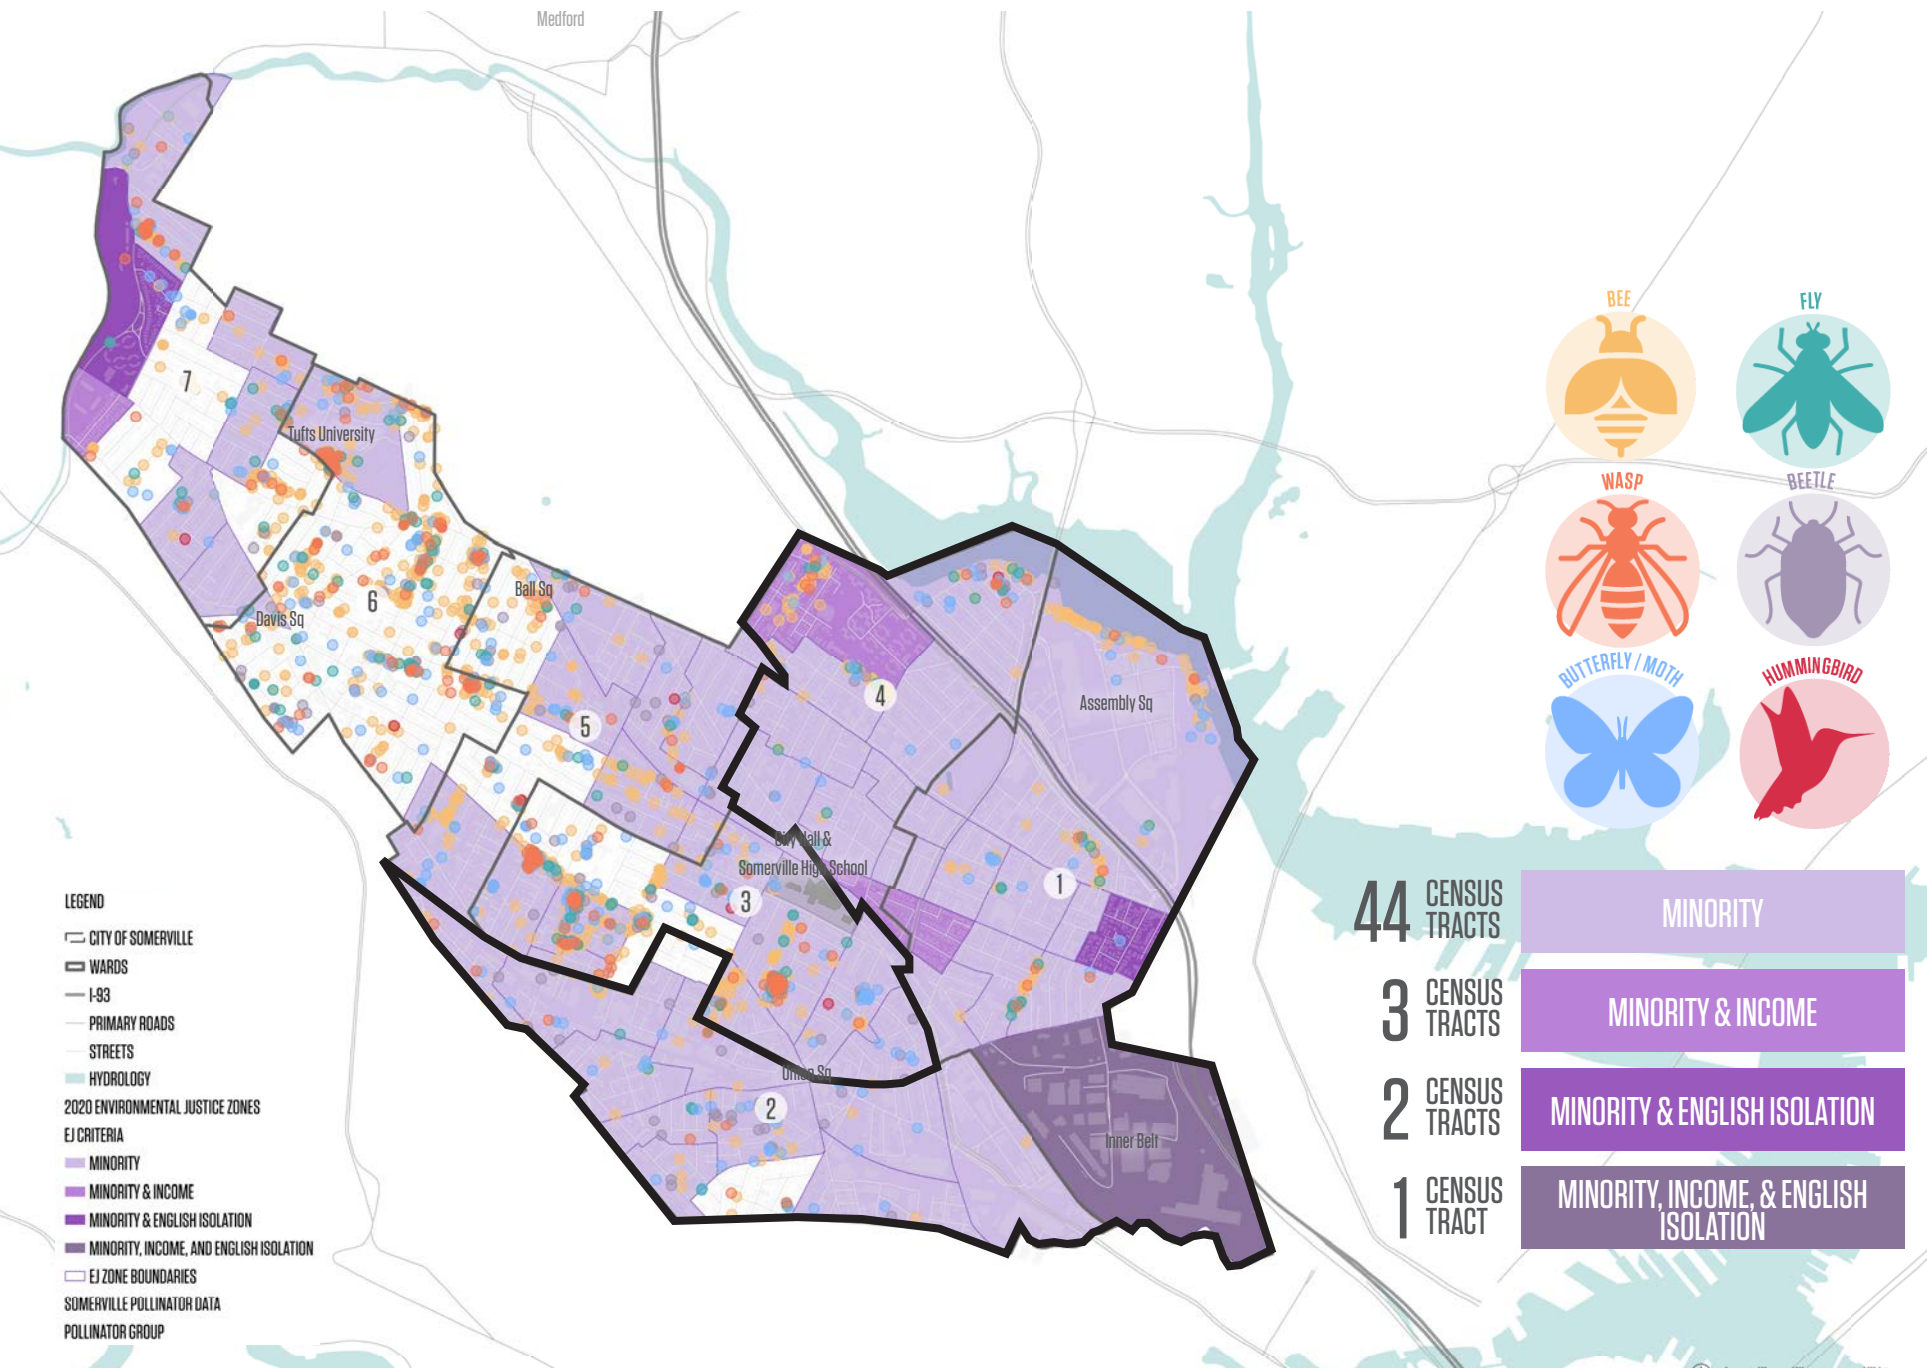 Medford
BEE
FLY
7
Tufts University
WASP
BEETLE
Ball Sq
6
Davis Sq
BUTTERFLY / MOTH
HUMMINGBIRD
4
Assembly Sq
5
City Hall &
Somerville High School
1
3
Union Sq
2
Inner Belt
LEGEND
CITY OF SOMERVILLE
WARDS
I-93
PRIMARY ROADS
STREETS
HYDROLOGY
2020 ENVIRONMENTAL JUSTICE ZONES
EJ CRITERIA
MINORITY
MINORITY & INCOME
MINORITY & ENGLISH ISOLATION
MINORITY, INCOME, AND ENGLISH ISOLATION
EJ ZONE BOUNDARIES
SOMERVILLE POLLINATOR DATA
POLLINATOR GROUP
44 CENSUS
TRACTS
MINORITY
3 CENSUS
TRACTS
MINORITY & INCOME
2 CENSUS
TRACTS
MINORITY & ENGLISH ISOLATION
1 CENSUS
TRACT
MINORITY, INCOME, & ENGLISH
ISOLATION